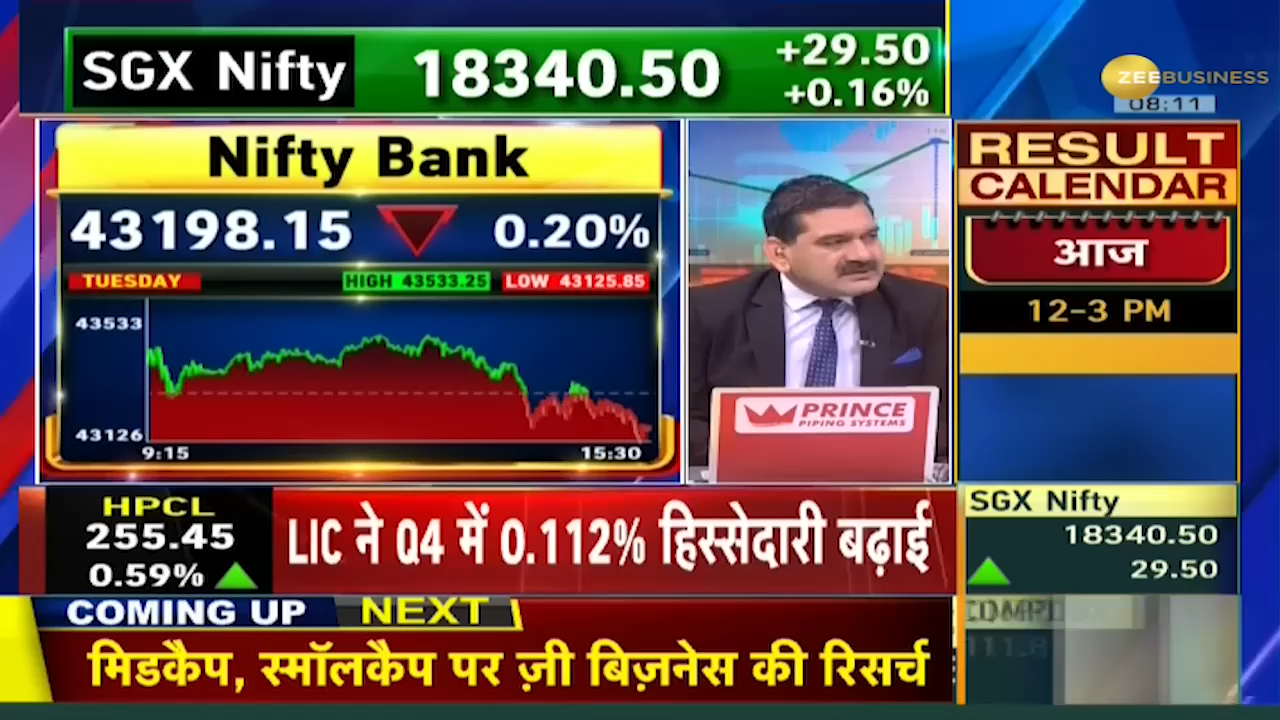 SGX Nifty
18340.50
+29.50
+0.16%
ZEEBUSINESS
08:11
Nifty Bank
43198.15
0.20%
TUESDAY
HIGH 43533.25
LOW 43125.85
43533
43126
9:15
15:30
PRINCE
PIPING SYSTEMS
RESULT
CALENDAR
आज
12-3 PM
HPCL
255.45
0.59%
LIC ने Q4 में 0.112% हिस्सेदारी बढ़ाई
SGX Nifty
18340.50
29.50
COMING UP NEXT
मिडकैप, स्मॉलकैप पर ज़ी बिज़नेस की रिसर्च